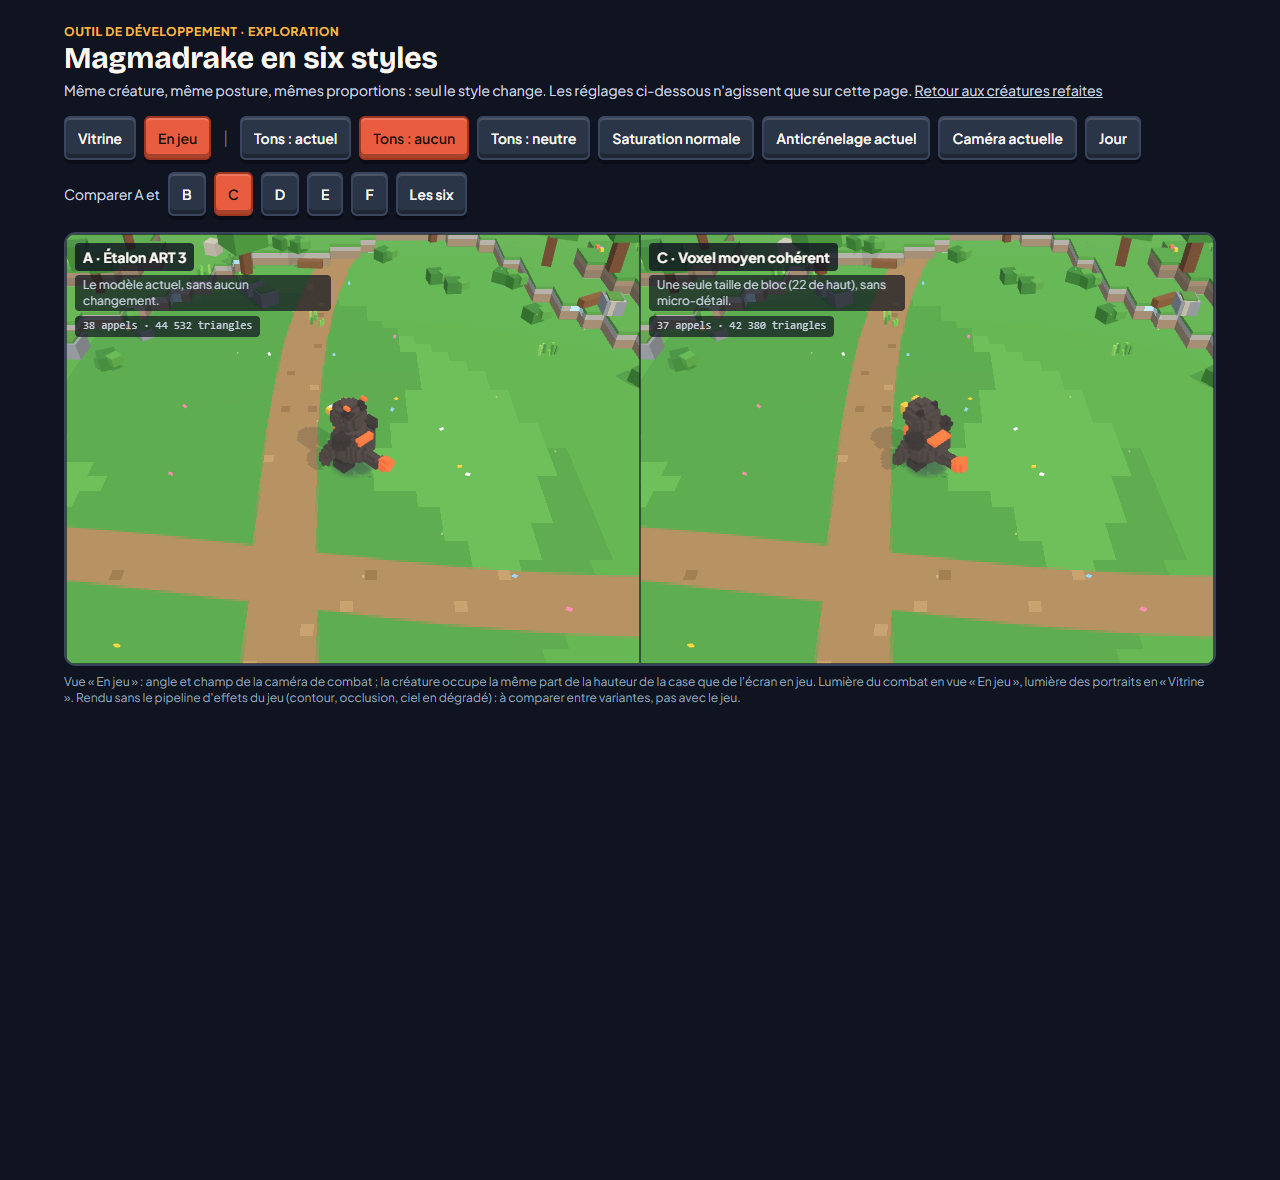 OUTIL DE DÉVELOPPEMENT · EXPLORATION
Magmadrake en six styles
Même créature, même posture, mêmes proportions : seul le style change. Les réglages ci-dessous n'agissent que sur cette page. Retour aux créatures refaites
Vitrine En jeu | Tons : actuel Tons : aucun Tons : neutre Saturation normale Anticrénelage actuel Caméra actuelle Jour
Comparer A et B C D E F Les six
A · Étalon ART 3
Le modèle actuel, sans aucun
changement.
38 appels · 44 532 triangles
C · Voxel moyen cohérent
Une seule taille de bloc (22 de haut), sans
micro-détail.
37 appels · 42 380 triangles
Vue « En jeu » : angle et champ de la caméra de combat ; la créature occupe la même part de la hauteur de la case que de l'écran en jeu. Lumière du combat en vue « En jeu », lumière des portraits en « Vitrine
». Rendu sans le pipeline d'effets du jeu (contour, occlusion, ciel en dégradé) : à comparer entre variantes, pas avec le jeu.